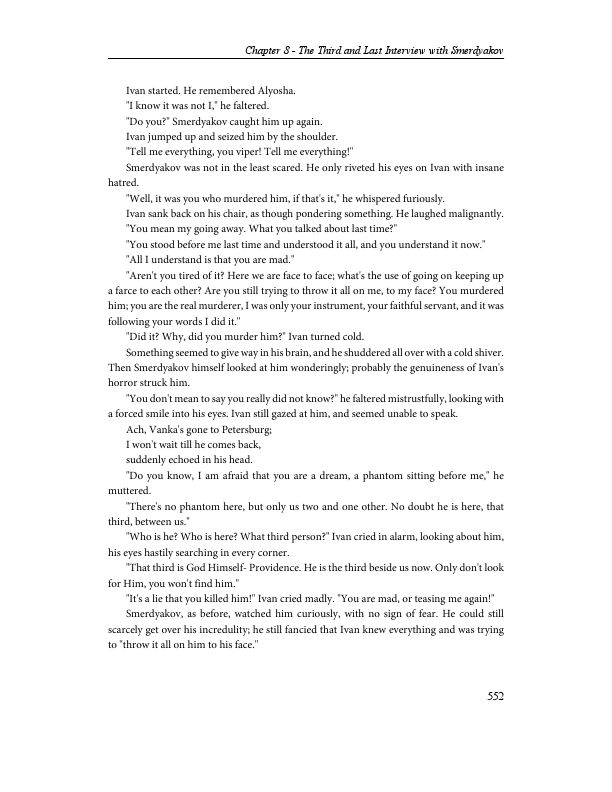 Chapter 8 - The Third and Last Interview with Smerdyakov
Ivan started. He remembered Alyosha.
"I know it was not I," he faltered.
"Do you?" Smerdyakov caught him up again.
Ivan jumped up and seized him by the shoulder.
"Tell me everything, you viper! Tell me everything!"
Smerdyakov was not in the least scared. He only riveted his eyes on Ivan with insane
hatred.
"Well, it was you who murdered him, if that's it," he whispered furiously.
Ivan sank back on his chair, as though pondering something. He laughed malignantly.
"You mean my going away. What you talked about last time?"
"You stood before me last time and understood it all, and you understand it now."
"All I understand is that you are mad."
"Aren't you tired of it? Here we are face to face; what's the use of going on keeping up
a farce to each other? Are you still trying to throw it all on me, to my face? You murdered
him; you are the real murderer, I was only your instrument, your faithful servant, and it was
following your words I did it."
"Did it? Why, did you murder him?" Ivan turned cold.
Something seemed to give way in his brain, and he shuddered all over with a cold shiver.
Then Smerdyakov himself looked at him wonderingly; probably the genuineness of Ivan's
horror struck him.
"You don't mean to say you really did not know?" he faltered mistrustfully, looking with
a forced smile into his eyes. Ivan still gazed at him, and seemed unable to speak.
Ach, Vanka's gone to Petersburg;
I won't wait till he comes back,
suddenly echoed in his head.
"Do you know, I am afraid that you are a dream, a phantom sitting before me," he
muttered.
"There's no phantom here, but only us two and one other. No doubt he is here, that
third, between us."
"Who is he? Who is here? What third person?" Ivan cried in alarm, looking about him,
his eyes hastily searching in every corner.
"That third is God Himself- Providence. He is the third beside us now. Only don't look
for Him, you won't find him."
"It's a lie that you killed him!" Ivan cried madly. "You are mad, or teasing me again!"
Smerdyakov, as before, watched him curiously, with no sign of fear. He could still
scarcely get over his incredulity; he still fancied that Ivan knew everything and was trying
to "throw it all on him to his face."
552